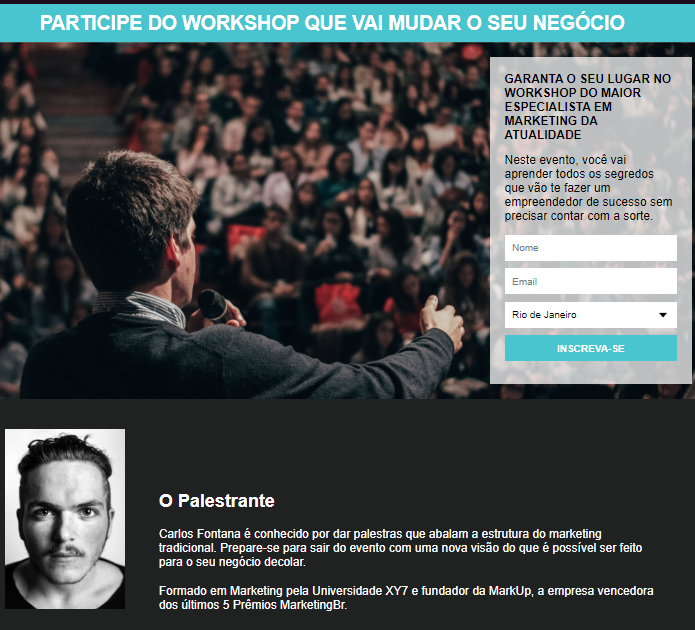 PARTICIPE DO WORKSHOP QUE VAI MUDAR O SEU NEGÓCIO
GARANTA O SEU LUGAR NO
WORKSHOP DO MAIOR
ESPECIALISTA EM
MARKETING DA
ATUALIDADE
Neste evento, você vai
aprender todos os segredos
que vão te fazer um
empreendedor de sucesso sem
precisar contar com a sorte.
Nome
Email
Rio de Janeiro
INSCREVA-SE
O Palestrante
Carlos Fontana é conhecido por dar palestras que abalam a estrutura do marketing
tradicional. Prepare-se para sair do evento com uma nova visão do que é possível ser feito
para o seu negócio decolar.
Formado em Marketing pela Universidade XY7 e fundador da MarkUp, a empresa vencedora
dos últimos 5 Prêmios MarketingBr.